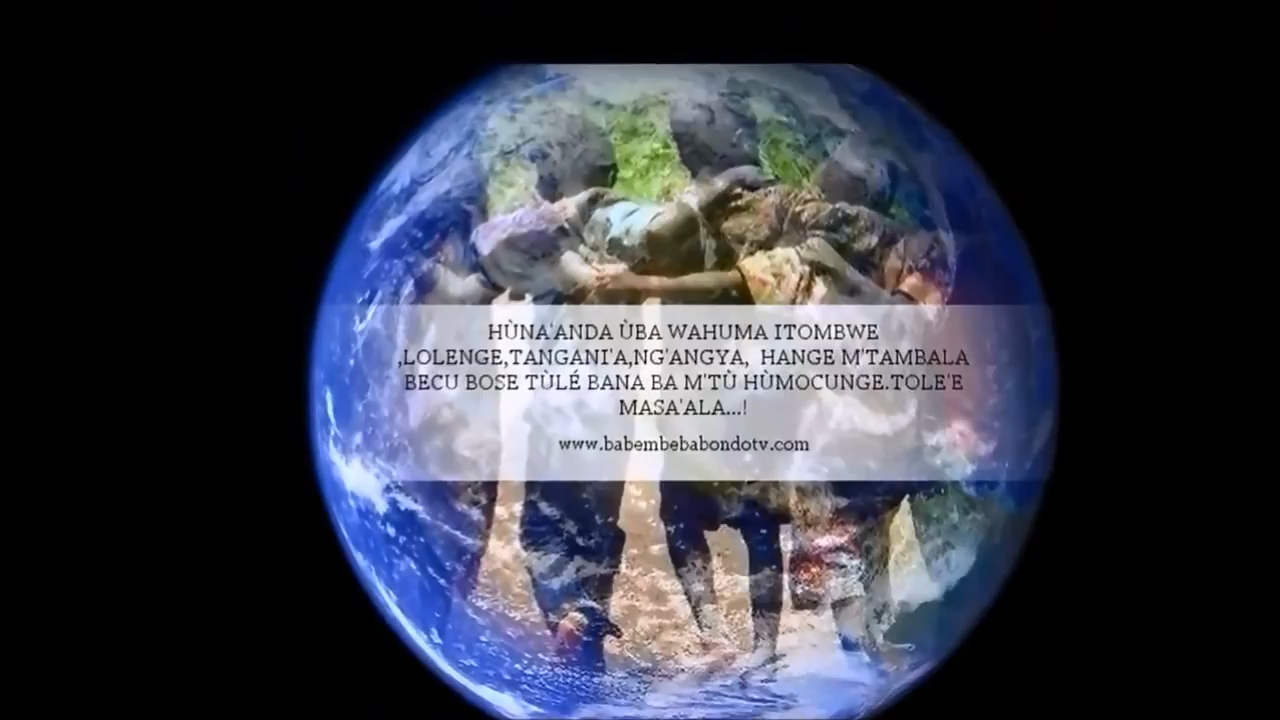 HÙNA'ANDA ÙBA WAHUMA ITOMBWE
,LOLENGE,TANGANI'A,NG'ANGYA, HANGE M'TAMBALA
BECU BOSE TÙLÉ BANA BA M'TÙ HÙMOCUNGE.TOLE'E
MASA'ALA...!
www.babembebabondotv.com